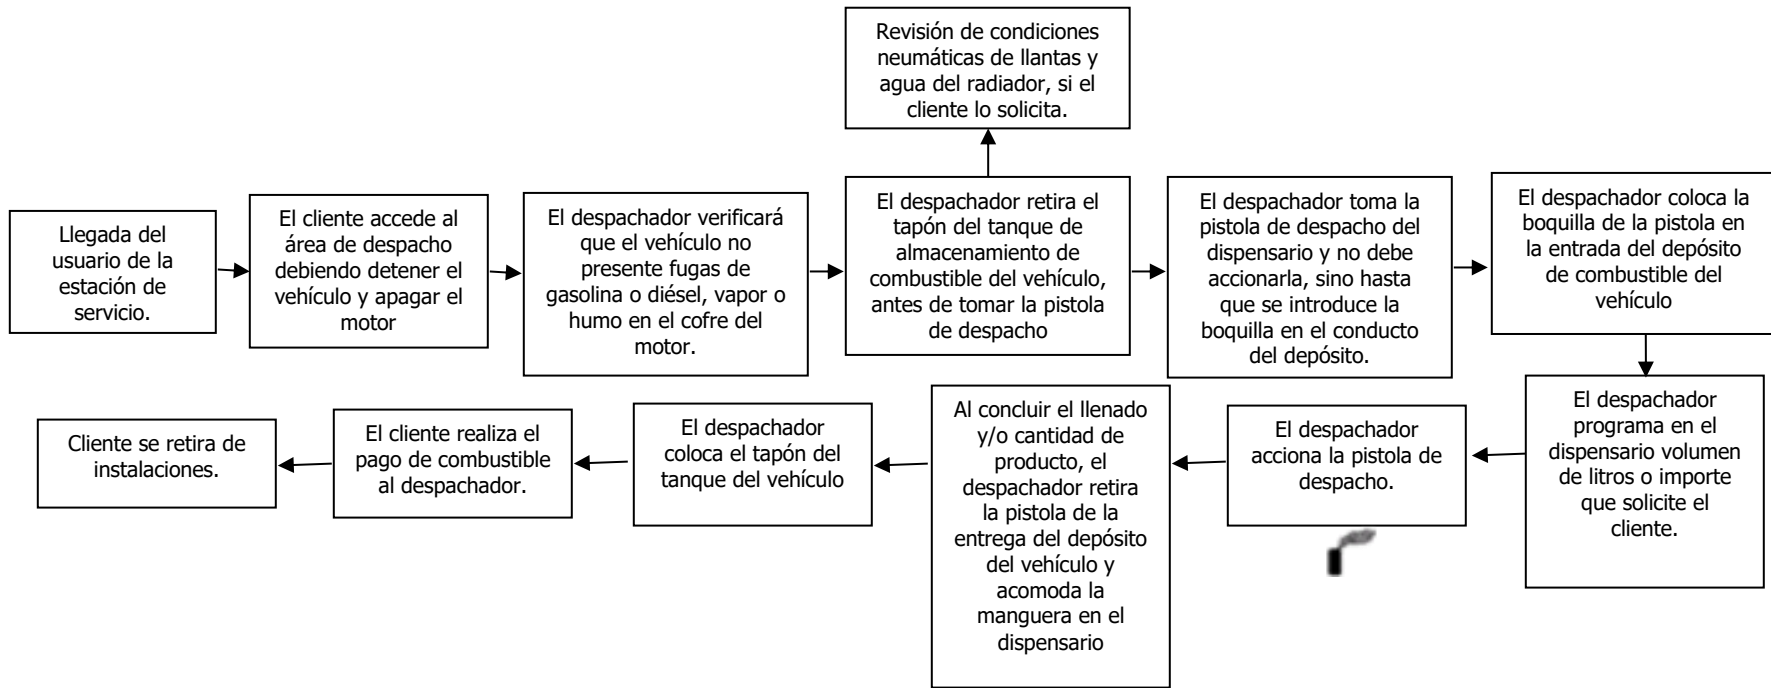 Revisión de condiciones
neumáticas de llantas y
agua del radiador, si el
cliente lo solicita.
Llegada del
usuario de la
estación de
servicio.
El cliente accede al
área de despacho
debiendo detener el
vehículo y apagar el
motor
El despachador verificará
que el vehículo no
presente fugas de
gasolina o diésel, vapor o
humo en el cofre del
motor.
El despachador retira el
tapón del tanque de
almacenamiento de
combustible del vehículo,
antes de tomar la pistola
de despacho
El despachador toma la
pistola de despacho del
dispensario y no debe
accionarla, sino hasta
que se introduce la
boquilla en el conducto
del depósito.
El despachador coloca la
boquilla de la pistola en
la entrada del depósito
de combustible del
vehículo
El despachador
programa en el
dispensario volumen
de litros o importe
que solicite el
cliente.
El despachador
acciona la pistola de
despacho.
Al concluir el llenado
y/o cantidad de
producto, el
despachador retira
la pistola de la
entrega del depósito
del vehículo y
acomoda la
manguera en el
dispensario
El despachador
coloca el tapón del
tanque del vehículo
El cliente realiza el
pago de combustible
al despachador.
Cliente se retira de
instalaciones.